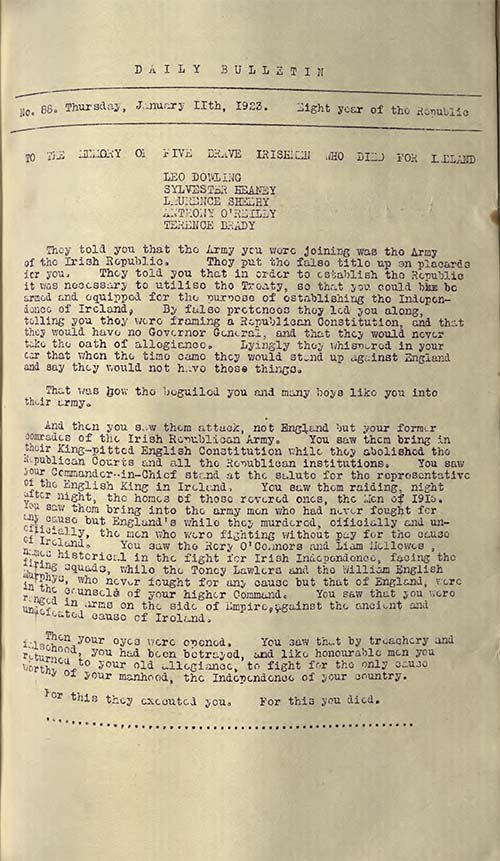 DAILY BULLETIN
No. 86. Thursday, January IIth, 1923. Eight year of the Republic
TO THE MEMORY OF FIVE BRAVE IRISHMEN WHO DIED FOR IRELAND
LEO DOWLING
SYLVESTER HEANEY
LAURENCE SHEEHY
ANTHONY O'REILLY
TERENCE BRADY
They told you that the Army you were joining was the Army
of the Irish Republic. They put the false title up on placards
for you. They told you that in order to establish the Republic
it was necessary to utilise the Treaty, so that you could be
armed and equipped for the purpose of establishing the Indepen-
dence of Ireland, By false pretences they led you along,
telling you they were framing a Republican Constitution, and that
they would have no Governor General, and that they would never
take the oath of allegiance. Lyingly they whispered in your
ear that when the time came they would stand up against England
and say they would not have those things.
That was how the beguiled you and many boys like you into
their army.
And then you saw them attack, not England but your former
comrades of the Irish Republican Army. You saw them bring in
their King-pitted English Constitution while they abolished the
Republican Courts and all the Republican institutions. You saw
your Commander-in-Chief stand at the salute for the representative
of the English King in Ireland. You saw them raiding, night
after night, the homes of those revered ones, the Men of 1916.
You saw them bring into the army men who had never fought for
any cause but England's while they murdered, officially and un-
officially, the men who were fighting without pay for the cause
of Ireland. You saw the Rory O'Connors and Liam Mellowes,
names historical in the fight for Irish Independence, facing the
firing squads, while the Toney Lawlors and the William English
Murphys, who never fought for any cause but that of England, were
in the counsels of your higher Command. You saw that you were
ranged in arms on the side of Empire, against the ancient and
undefeated cause of Ireland.
Then your eyes were opened. You saw that by treachery and
falsehood, you had been betrayed, and like honourable men you
returned to your old allegiance, to fight for the only cause
worthy of your manhood, the Independence of your country.
For this they executed you. For this you died.